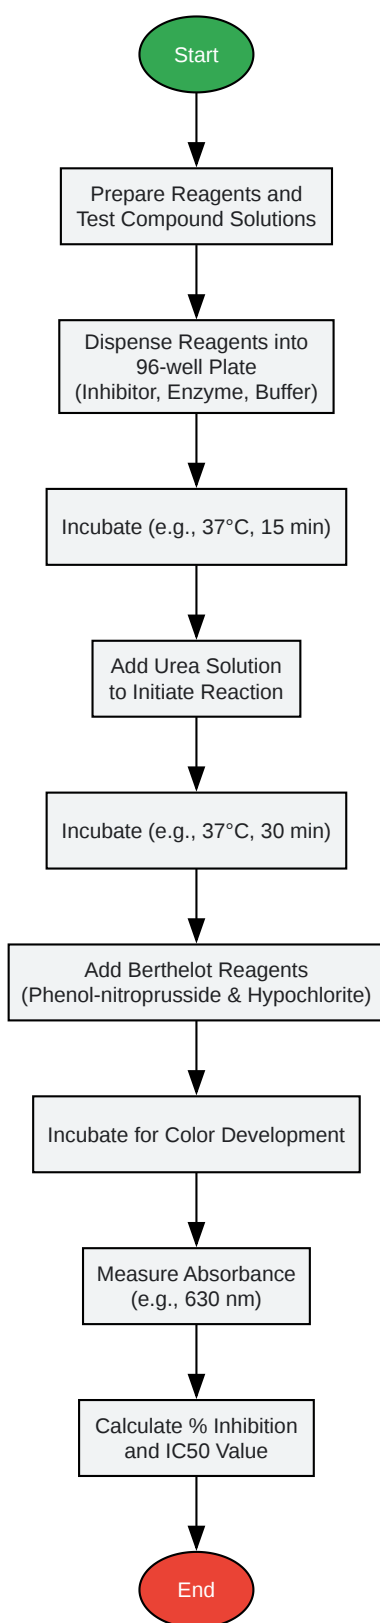 Start
Prepare Reagents and
Test Compound Solutions
Dispense Reagents into
96-well Plate
(Inhibitor, Enzyme, Buffer)
Incubate (e.g., 37°C, 15 min)
Add Urea Solution
to Initiate Reaction
Incubate (e.g., 37°C, 30 min)
Add Berthelot Reagents
(Phenol-nitroprusside & Hypochlorite)
Incubate for Color Development
Measure Absorbance
(e.g., 630 nm)
Calculate % Inhibition
and IC50 Value
End